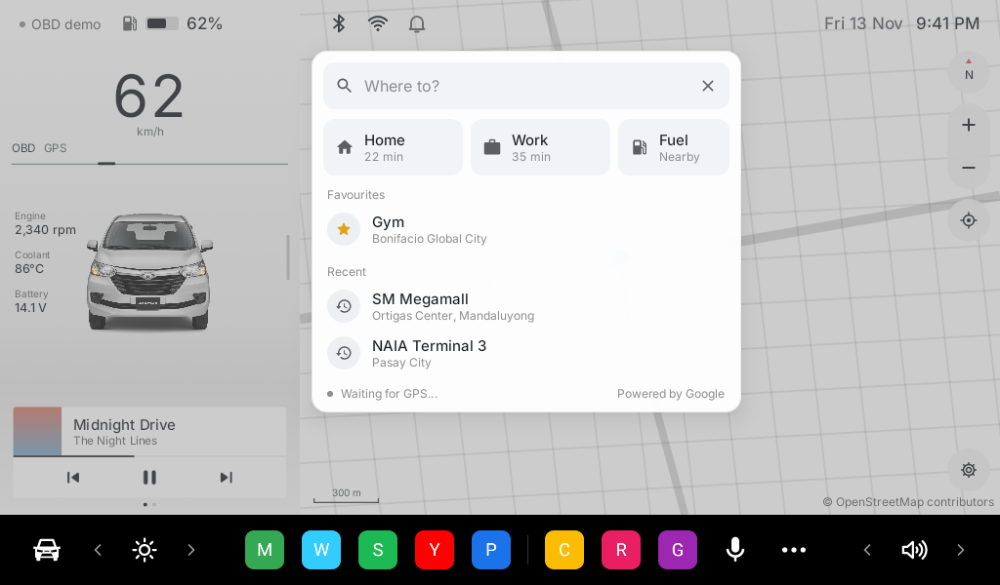 OBD demo
62%
Fri 13 Nov 9:41 PM
62
km/h
OBD GPS
Engine
2,340 rpm
Coolant
86°C
Battery
14.1 V
Midnight Drive
The Night Lines
Where to?
Home
22 min
Work
35 min
Fuel
Nearby
Favourites
Gym
Bonifacio Global City
Recent
SM Megamall
Ortigas Center, Mandaluyong
NAIA Terminal 3
Pasay City
Waiting for GPS...
Powered by Google
N
300 m
© OpenStreetMap contributors
M W S Y P C R G